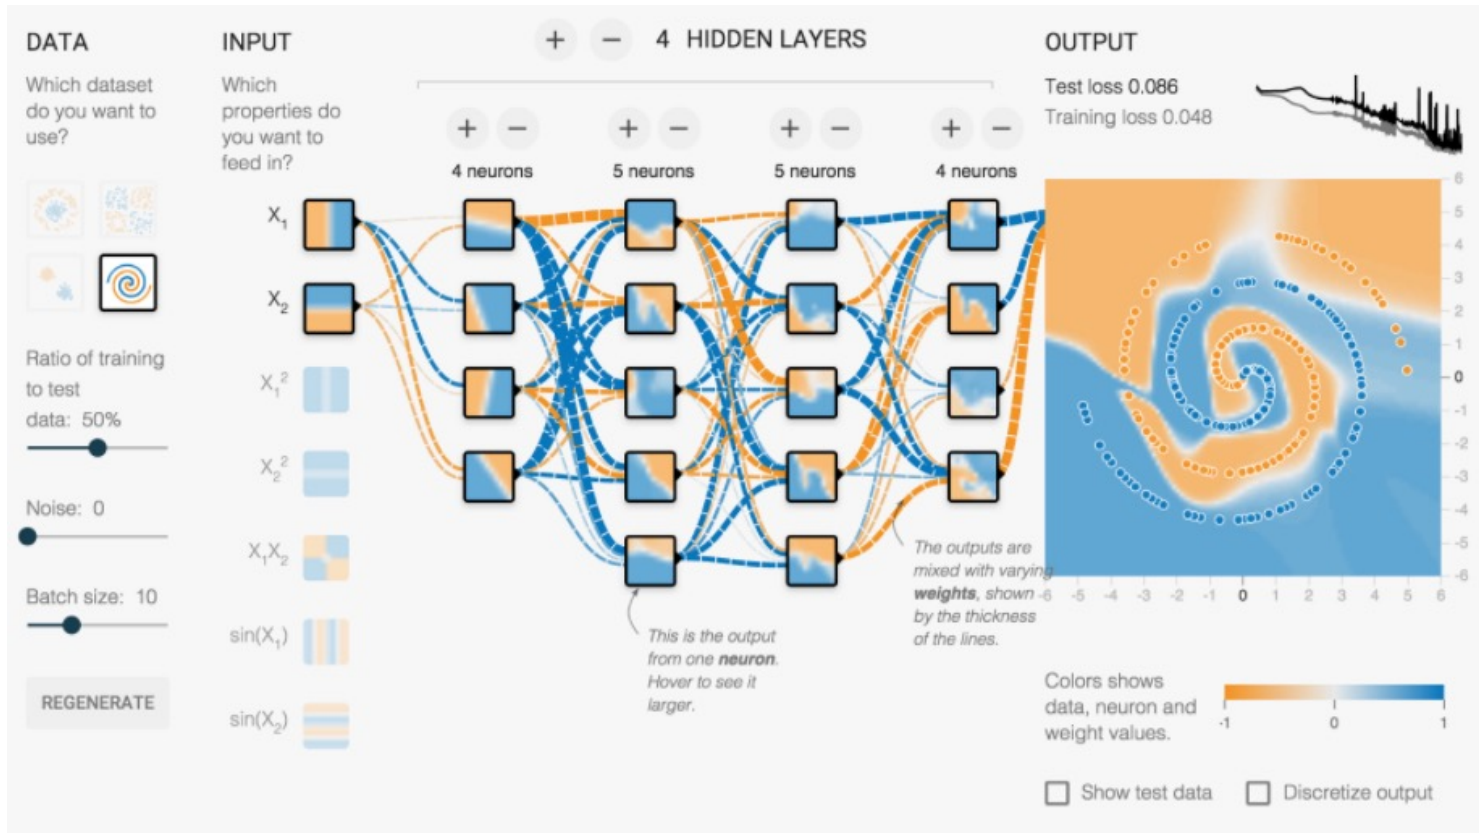 DATA
Which dataset
do you want to
use?
Ratio of training
to test
data: 50%
Noise: 0
Batch size: 10
REGENERATE
INPUT
Which
properties do
you want to
feed in?
X₁
X₂
X₁²
X₂²
X₁X₂
sin(X₁)
sin(X₂)
+ − 4 HIDDEN LAYERS
+ − + − + − + −
4 neurons 5 neurons 5 neurons 4 neurons
This is the output
from one neuron.
Hover to see it
larger.
The outputs are
mixed with varying
weights, shown
by the thickness
of the lines.
OUTPUT
Test loss 0.086
Training loss 0.048
6
5
4
3
2
1
0
-1
-2
-3
-4
-5
-6
-6 -5 -4 -3 -2 -1 0 1 2 3 4 5 6
Colors shows
data, neuron and
weight values.
-1 0 1
Show test data Discretize output